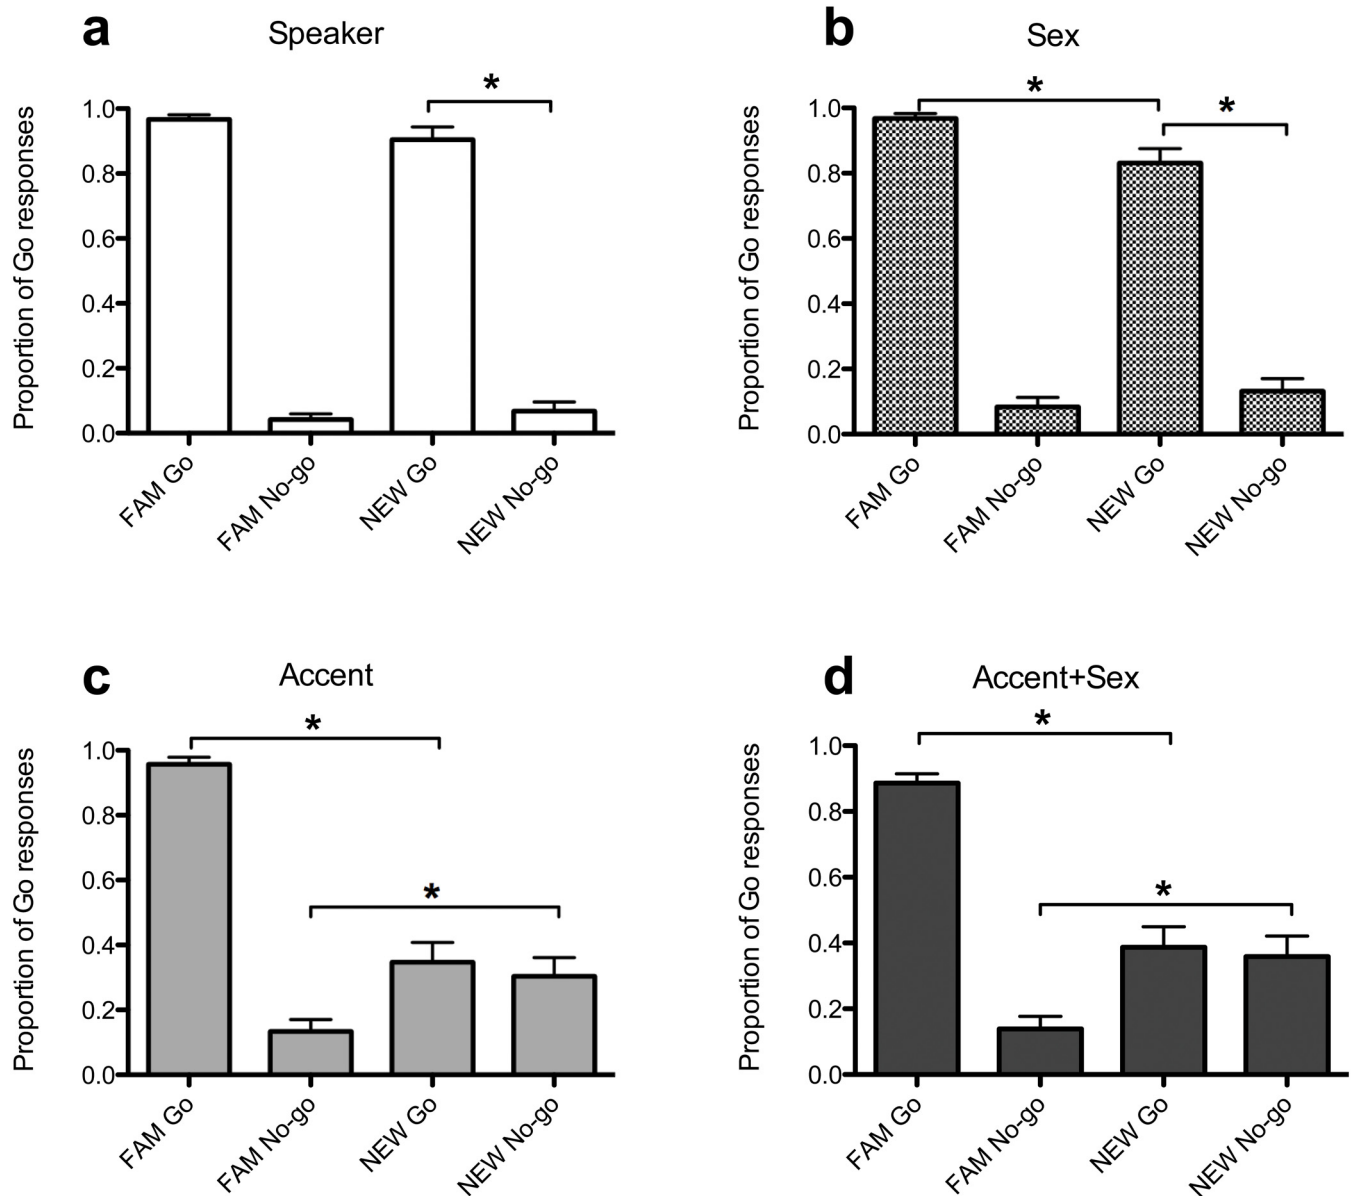 a
Speaker
*
Proportion of Go responses
1.0
0.8
0.6
0.4
0.2
0.0
FAM Go
FAM No-go
NEW Go
NEW No-go
b
Sex
*
*
Proportion of Go responses
1.0
0.8
0.6
0.4
0.2
0.0
FAM Go
FAM No-go
NEW Go
NEW No-go
c
Accent
*
*
Proportion of Go responses
1.0
0.8
0.6
0.4
0.2
0.0
FAM Go
FAM No-go
NEW Go
NEW No-go
d
Accent+Sex
*
*
Proportion of Go responses
1.0
0.8
0.6
0.4
0.2
0.0
FAM Go
FAM No-go
NEW Go
NEW No-go